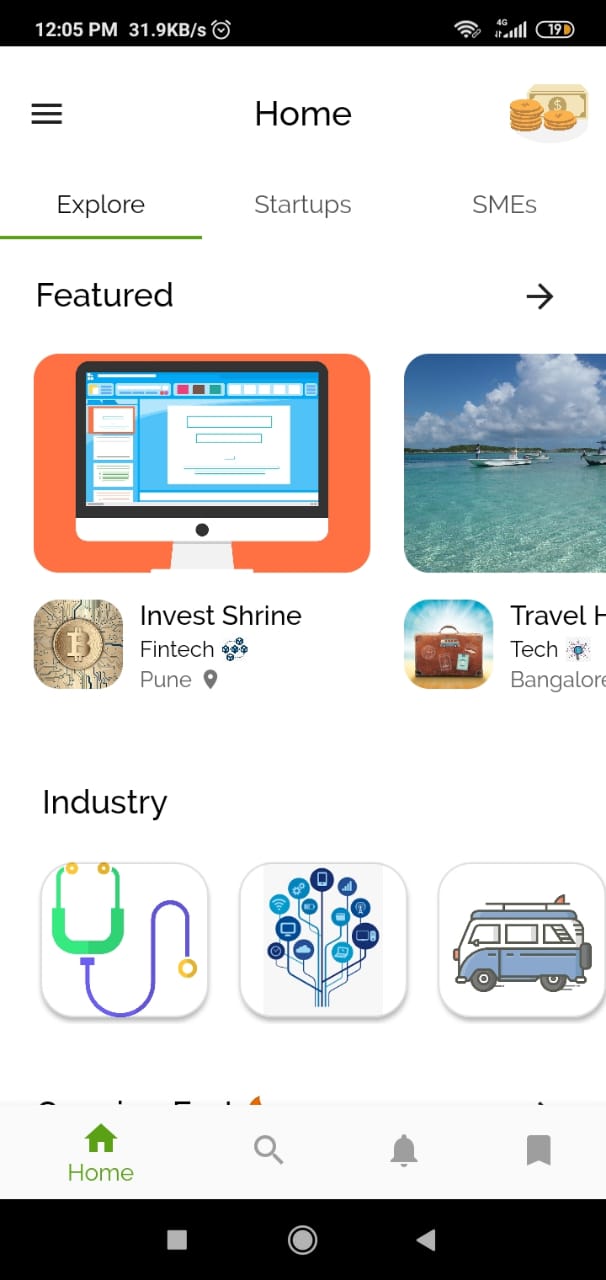 12:05 PM 31.9KB/s
4G
19
Home
Explore
Startups
SMEs
Featured
Invest Shrine
Fintech
Pune
Travel H
Tech
Bangalore
Industry
Home